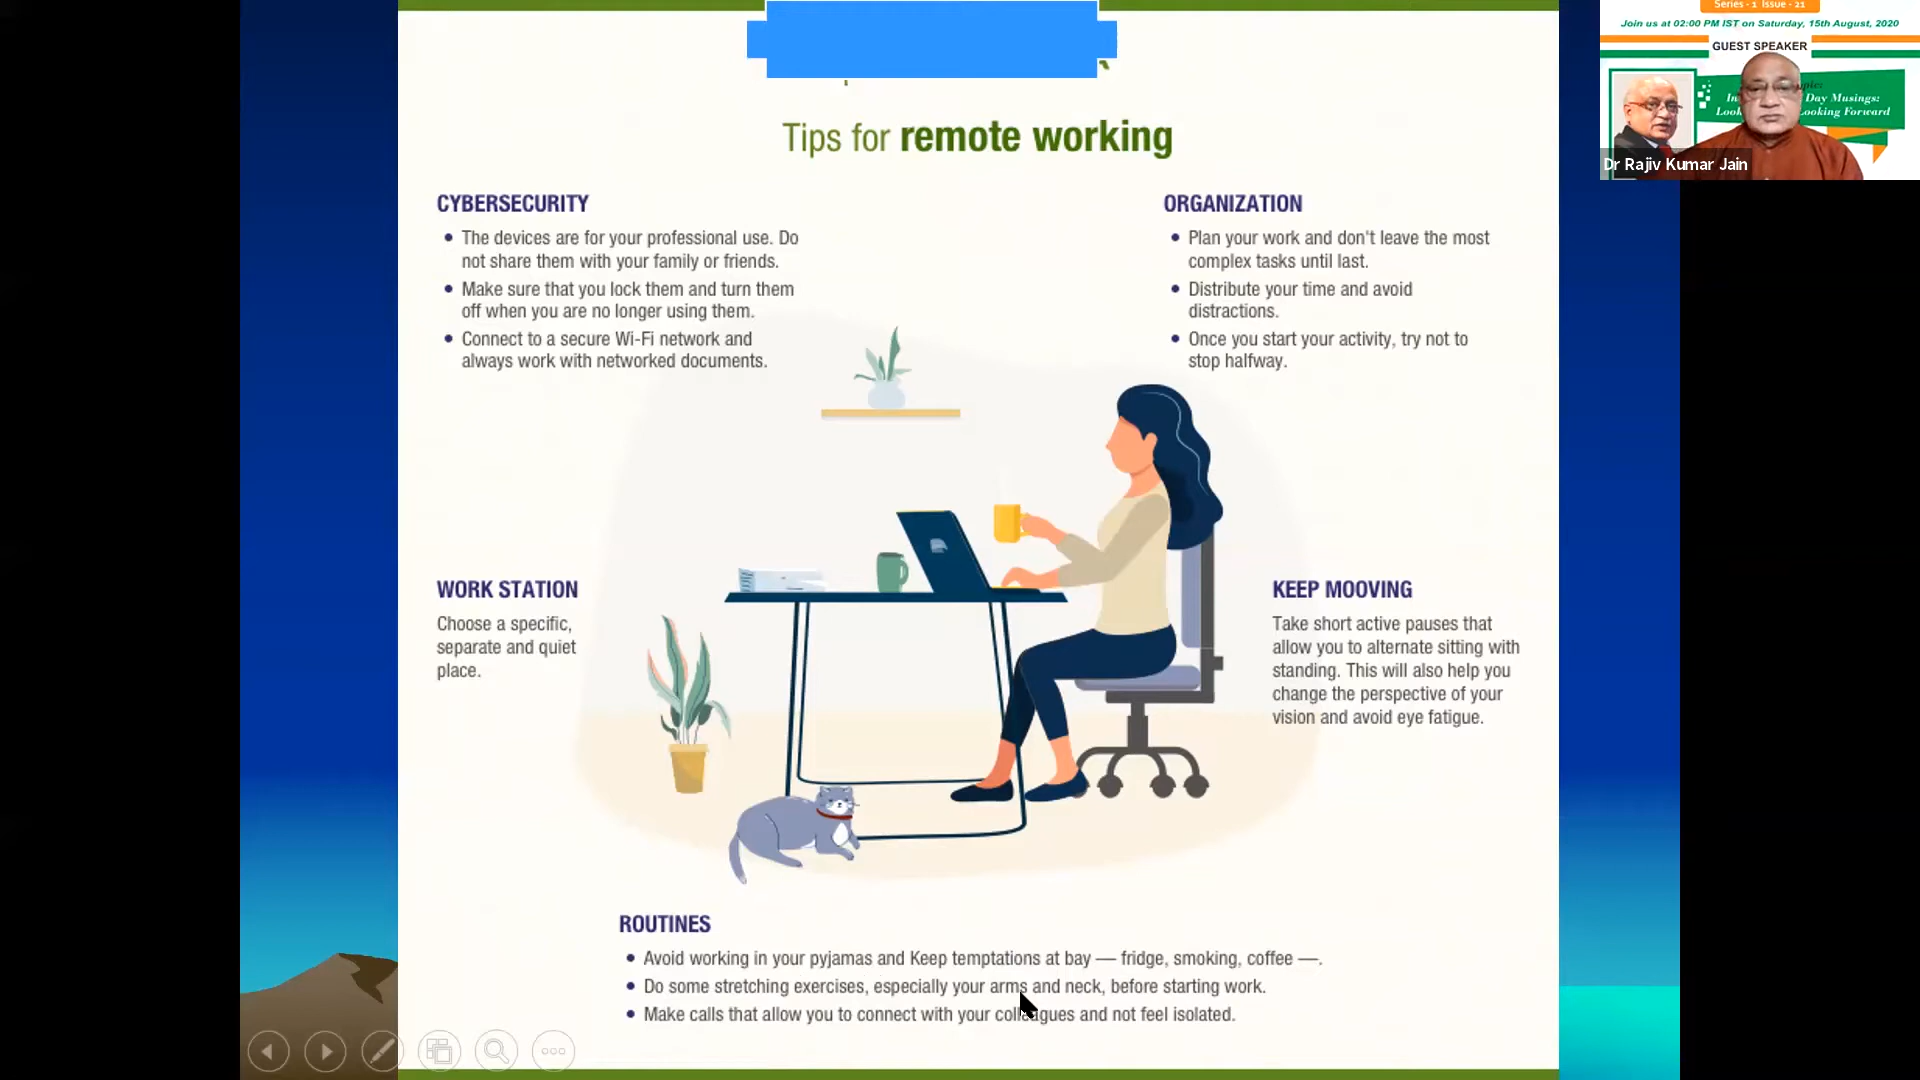 Tips for remote working
CYBERSECURITY
• The devices are for your professional use. Do
not share them with your family or friends.
• Make sure that you lock them and turn them
off when you are no longer using them.
• Connect to a secure Wi-Fi network and
always work with networked documents.
ORGANIZATION
• Plan your work and don't leave the most
complex tasks until last.
• Distribute your time and avoid
distractions.
• Once you start your activity, try not to
stop halfway.
WORK STATION
Choose a specific,
separate and quiet
place.
KEEP MOOVING
Take short active pauses that
allow you to alternate sitting with
standing. This will also help you
change the perspective of your
vision and avoid eye fatigue.
ROUTINES
• Avoid working in your pyjamas and Keep temptations at bay — fridge, smoking, coffee —.
• Do some stretching exercises, especially your arms and neck, before starting work.
• Make calls that allow you to connect with your colleagues and not feel isolated.
Series - 1 Issue - 21
Join us at 02:00 PM IST on Saturday, 15th August, 2020
GUEST SPEAKER
Day Musings:
Looking Forward
Dr Rajiv Kumar Jain